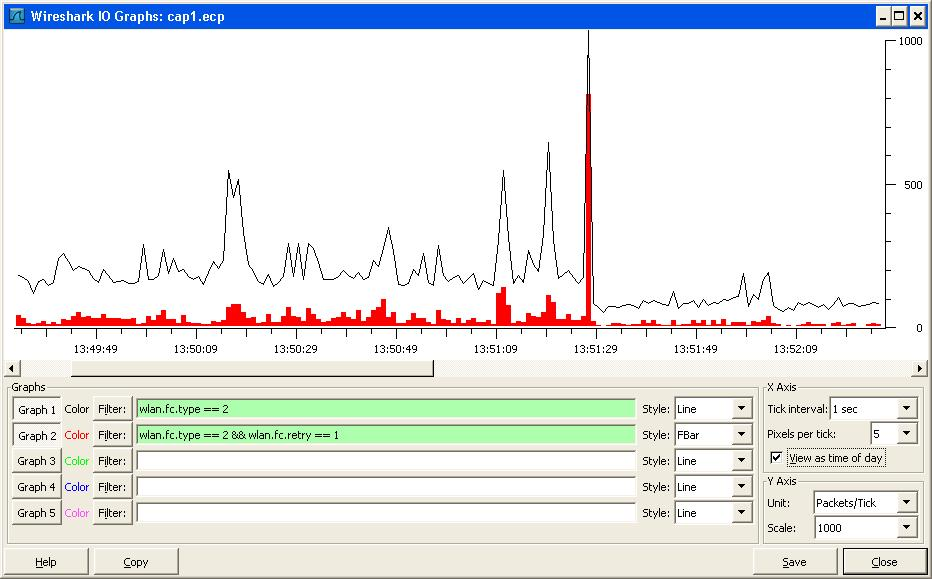 Wireshark IO Graphs: cap1.ecp
1000
500
0
13:49:49 13:50:09 13:50:29 13:50:49 13:51:09 13:51:29 13:51:49 13:52:09
Graphs
Graph 1 Color Filter: wlan.fc.type == 2 Style: Line
Graph 2 Color Filter: wlan.fc.type == 2 && wlan.fc.retry == 1 Style: FBar
Graph 3 Color Filter: Style: Line
Graph 4 Color Filter: Style: Line
Graph 5 Color Filter: Style: Line
X Axis
Tick interval: 1 sec
Pixels per tick: 5
View as time of day
Y Axis
Unit: Packets/Tick
Scale: 1000
Help Copy Save Close